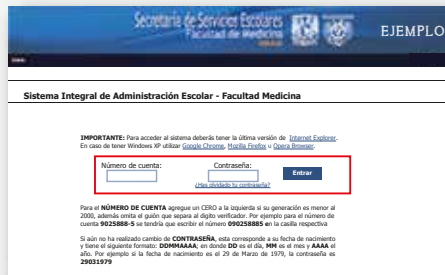 Secretaría de Servicios Escolares
Facultad de Medicina
EJEMPLO
Sistema Integral de Administración Escolar - Facultad Medicina
IMPORTANTE: Para acceder al sistema deberás tener la última versión de Internet Explorer.
En caso de tener Windows XP utilizar Google Chrome, Mozilla Firefox u Opera Browser.
Número de cuenta: Contraseña:
Entrar
¿Has olvidado tu contraseña?
Para el NÚMERO DE CUENTA agregue un CERO a la izquierda si su generación es menor al
2000, además omita el guión que separa al digito verificador. Por ejemplo para el número de
cuenta 9025888-5 se tendría que escribir el número 090258885 en la casilla respectiva
Si aún no ha realizado cambio de CONTRASEÑA, esta corresponde a su fecha de nacimiento
y tiene el siguiente formato: DDMMAAAA; en donde DD es el día, MM es el mes y AAAA el
año. Por ejemplo si la fecha de nacimiento es el 29 de Marzo de 1979, la contraseña es
29031979